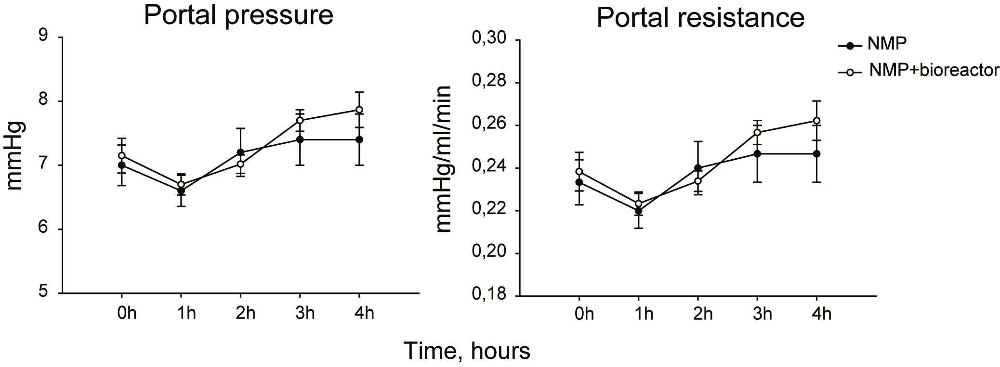 Portal pressure
mmHg
9
8
7
6
5
0h 1h 2h 3h 4h
Portal resistance
mmHg/ml/min
0,30
0,28
0,26
0,24
0,22
0,20
0,18
0h 1h 2h 3h 4h
NMP
NMP+bioreactor
Time, hours